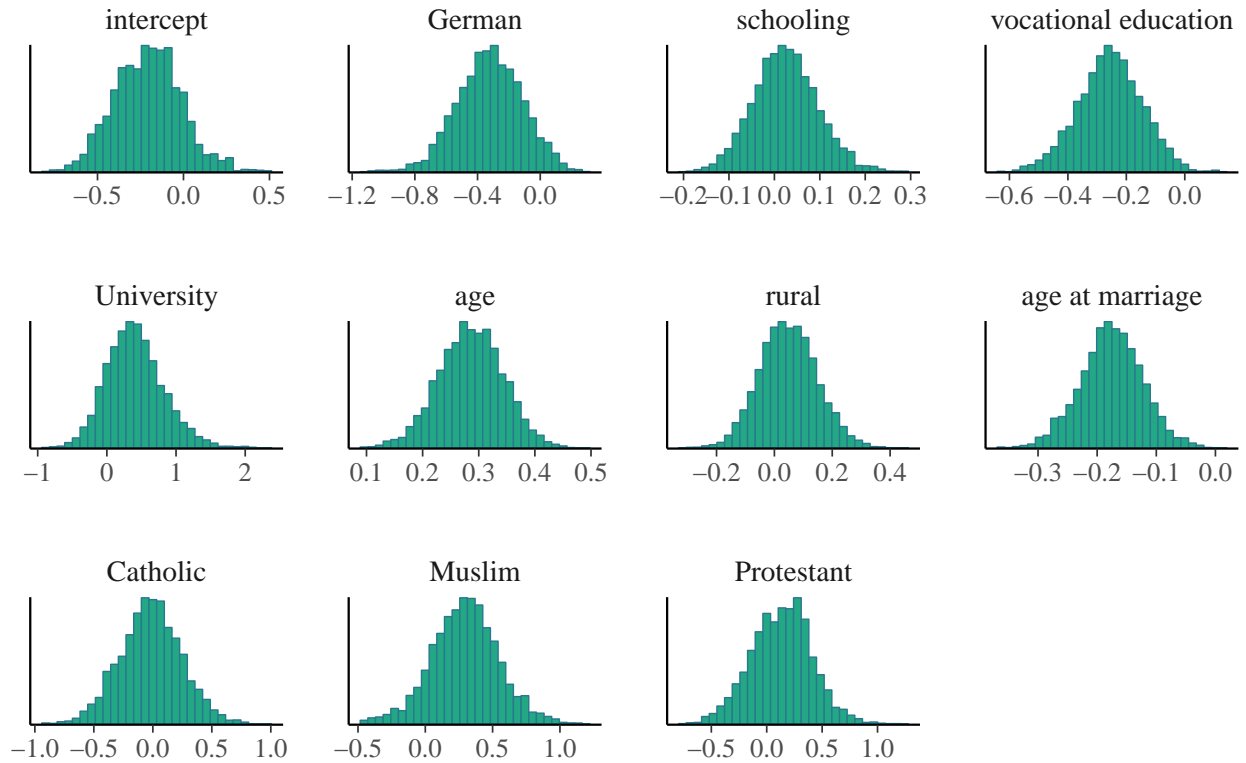 intercept German schooling vocational education
−0.5 0.0 0.5 −1.2 −0.8 −0.4 0.0 −0.2 −0.1 0.0 0.1 0.2 0.3 −0.6 −0.4 −0.2 0.0
University age rural age at marriage
−1 0 1 2 0.1 0.2 0.3 0.4 0.5 −0.2 0.0 0.2 0.4 −0.3 −0.2 −0.1 0.0
Catholic Muslim Protestant
−1.0 −0.5 0.0 0.5 1.0 −0.5 0.0 0.5 1.0 −0.5 0.0 0.5 1.0